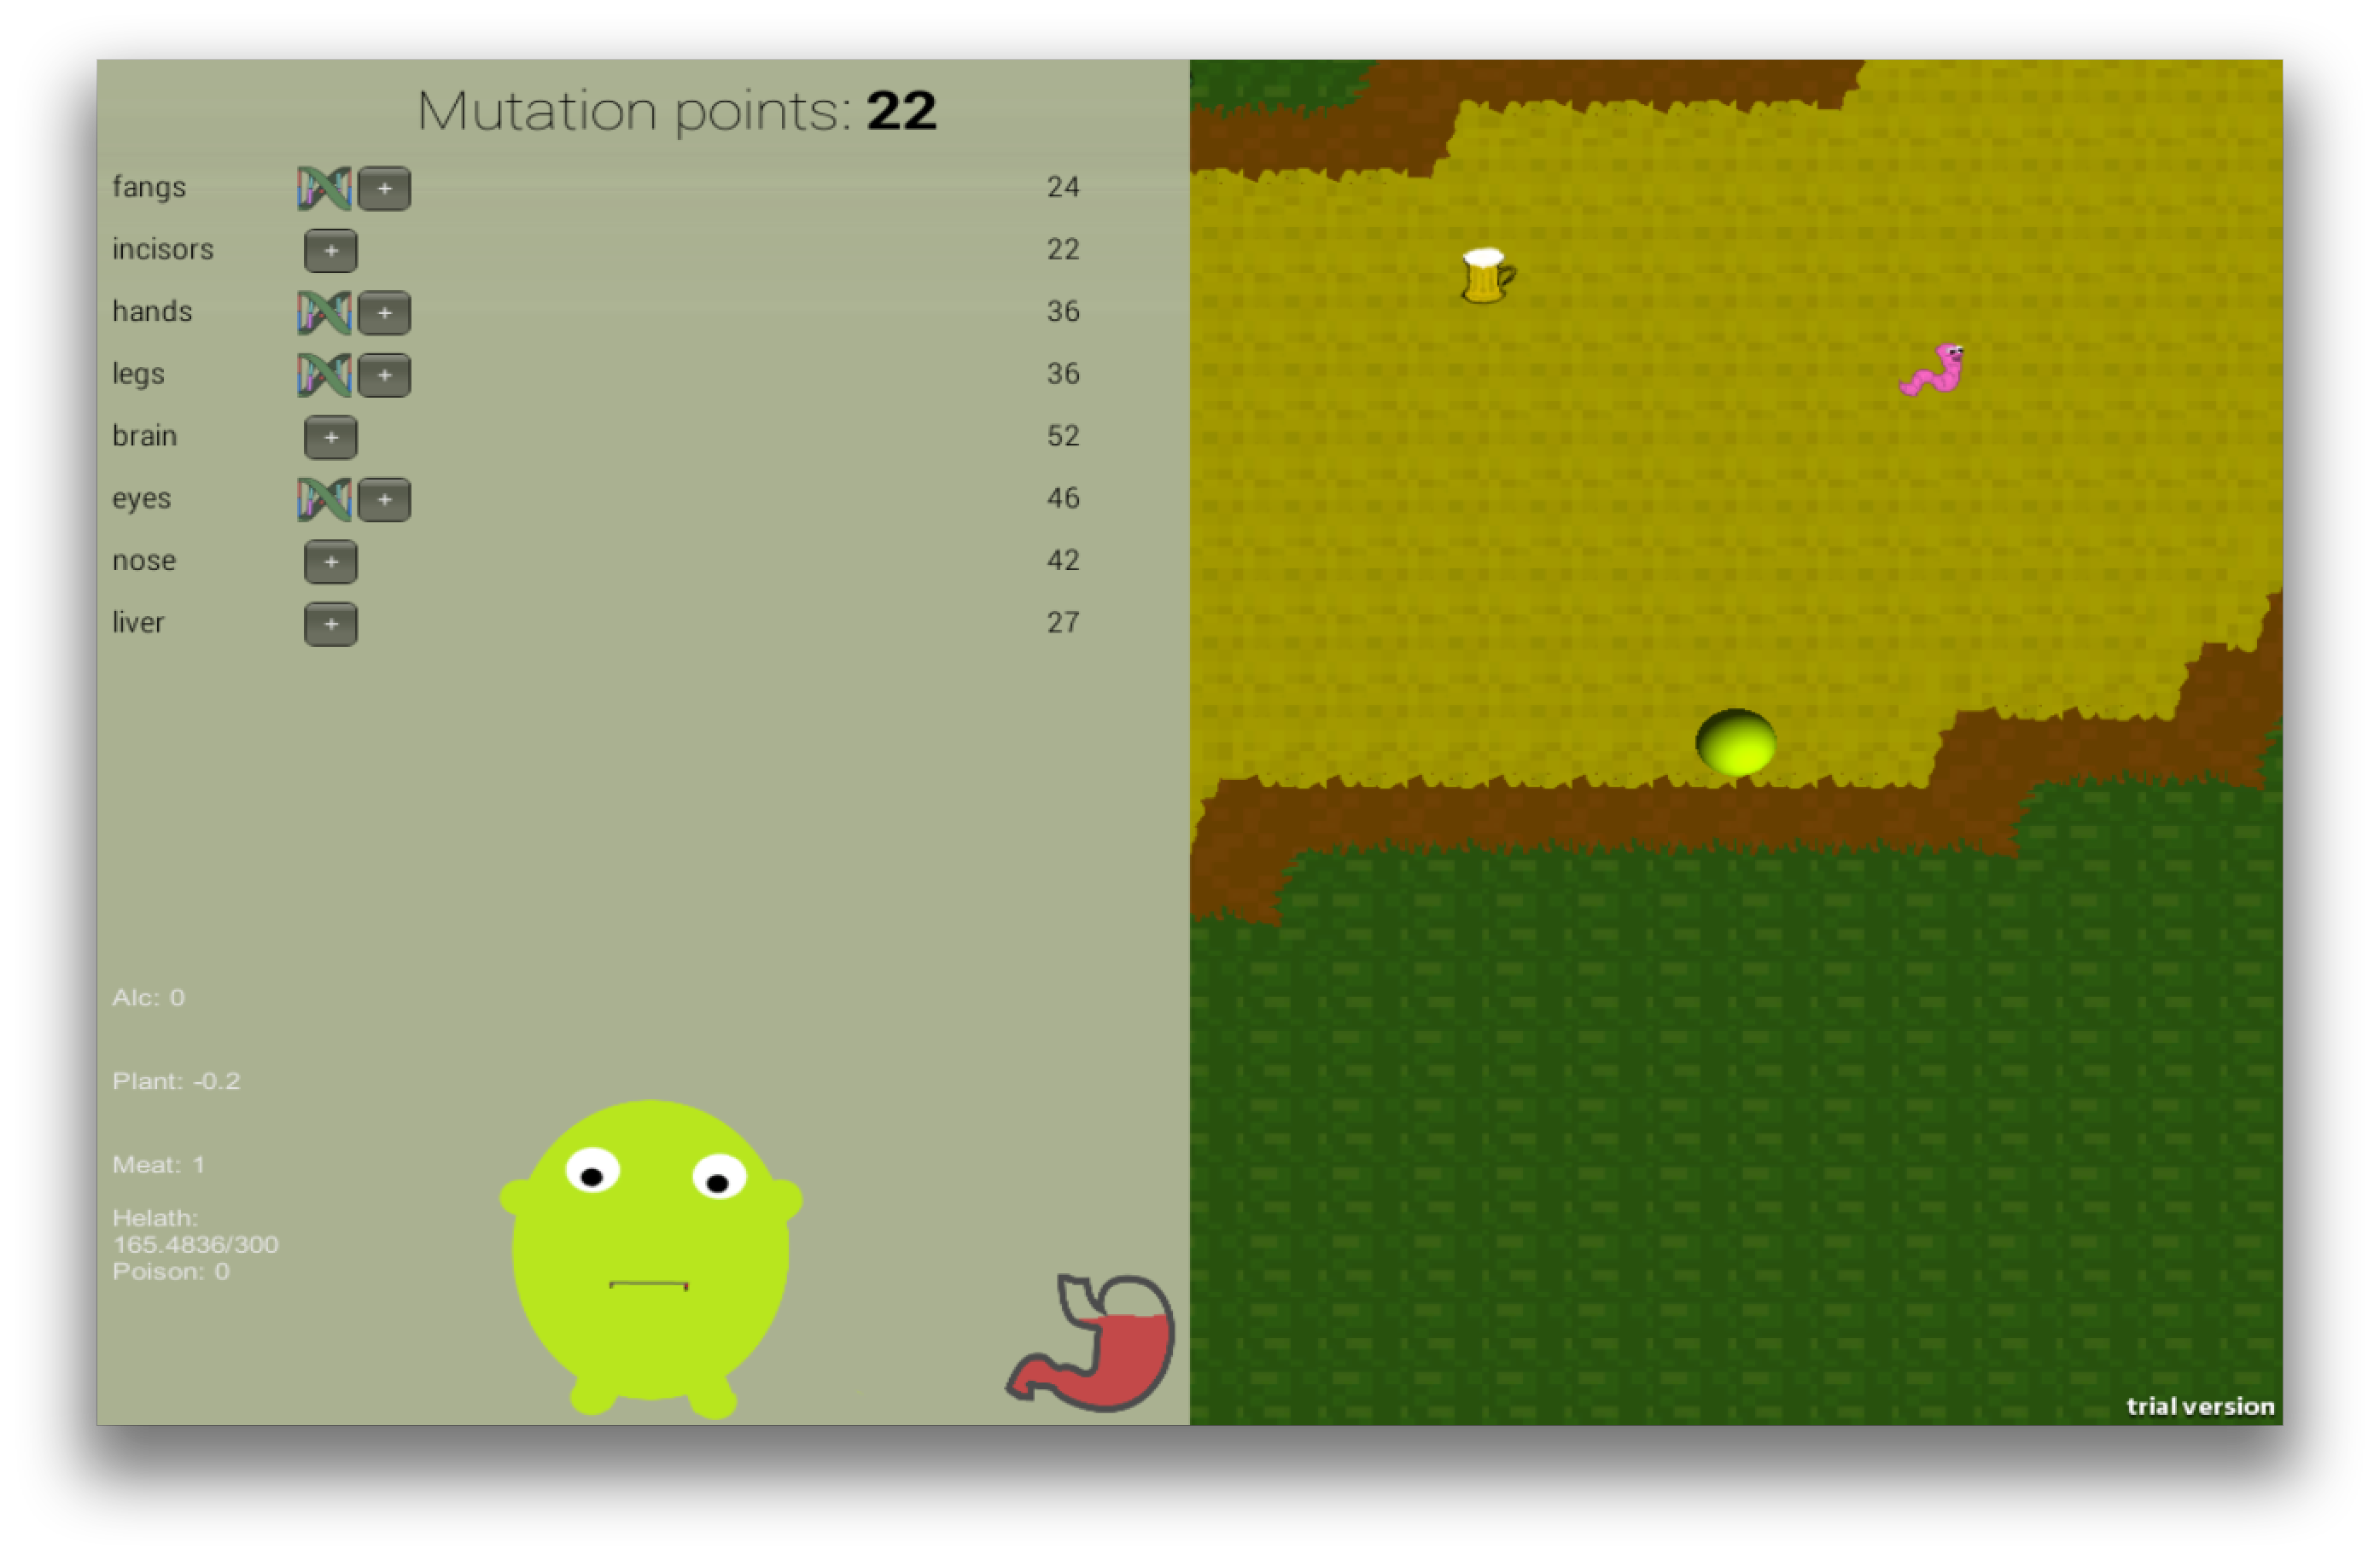 Mutation points: 22
fangs + 24
incisors + 22
hands + 36
legs + 36
brain + 52
eyes + 46
nose + 42
liver + 27
Alc: 0
Plant: -0.2
Meat: 1
Helath:
165.4836/300
Poison: 0
trial version